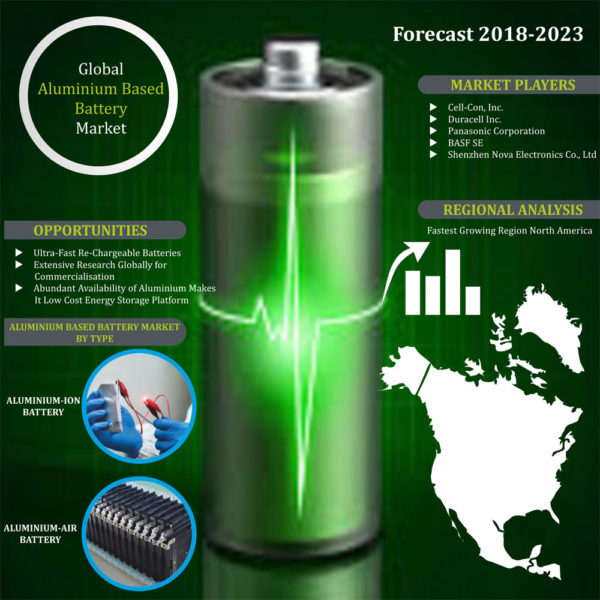 Global
Aluminium Based
Battery
Market
Forecast 2018-2023
MARKET PLAYERS
Cell-Con, Inc.
Duracell Inc.
Panasonic Corporation
BASF SE
Shenzhen Nova Electronics Co., Ltd
REGIONAL ANALYSIS
Fastest Growing Region North America
OPPORTUNITIES
Ultra-Fast Re-Chargeable Batteries
Extensive Research Globally for
Commercialisation
Abundant Availability of Aluminium Makes
It Low Cost Energy Storage Platform
ALUMINIUM BASED BATTERY MARKET
BY TYPE
ALUMINIUM-ION
BATTERY
ALUMINIUM-AIR
BATTERY